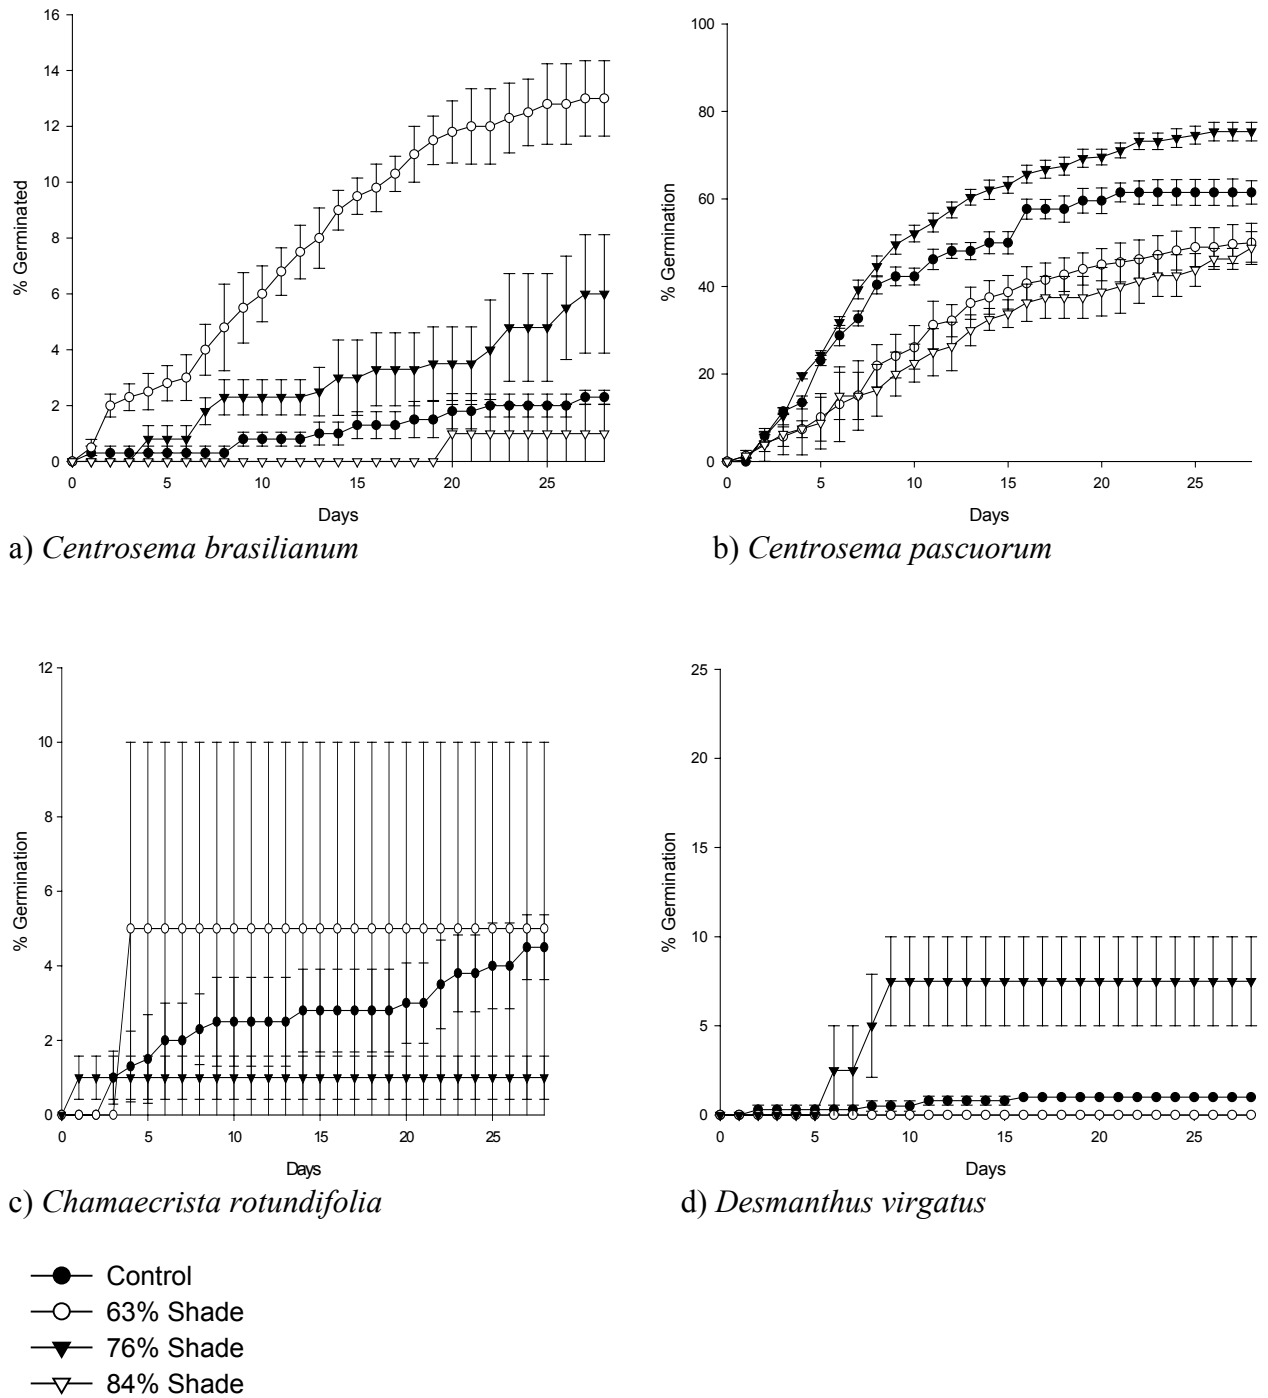 16
14
12
10
8
6
4
2
0
% Germinated
0 5 10 15 20 25
Days
a) Centrosema brasilianum
100
80
60
40
20
0
% Germination
0 5 10 15 20 25
Days
b) Centrosema pascuorum
12
10
8
6
4
2
0
% Germination
0 5 10 15 20 25
Days
c) Chamaecrista rotundifolia
25
20
15
10
5
0
% Germination
0 5 10 15 20 25
Days
d) Desmanthus virgatus
Control
63% Shade
76% Shade
84% Shade